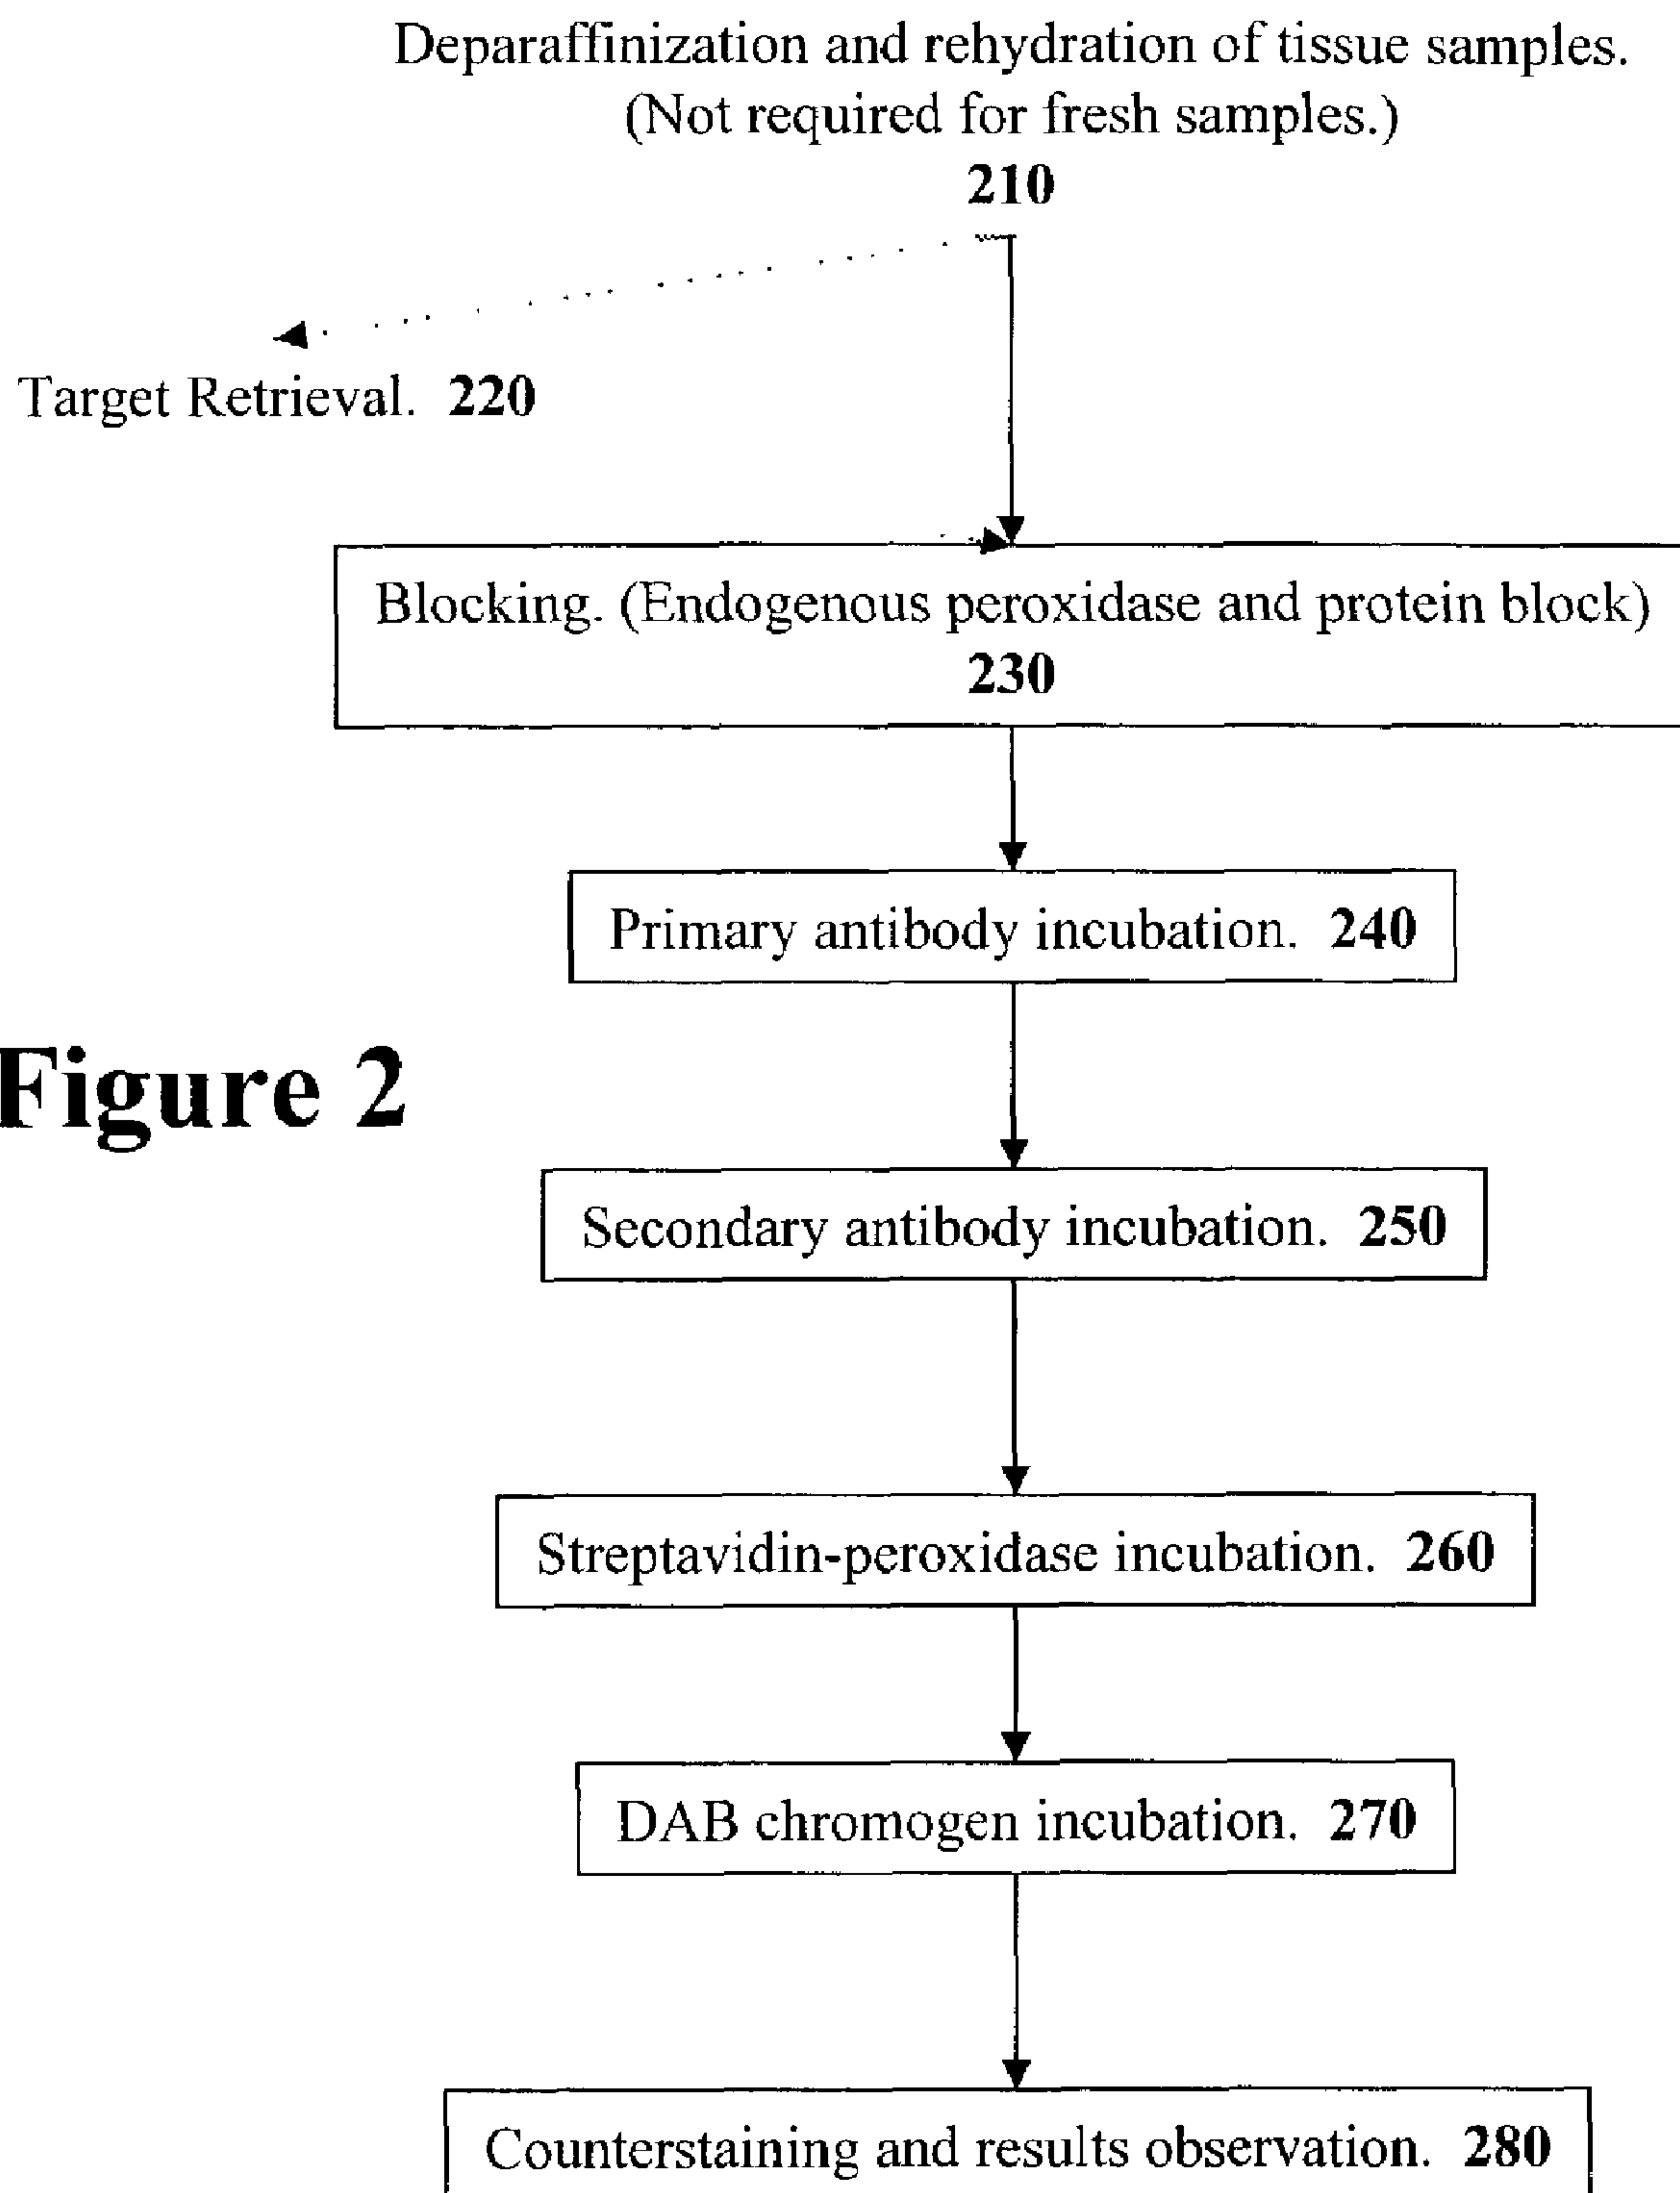 Deparaffinization and rehydration of tissue samples.
(Not required for fresh samples.)
210
Target Retrieval. 220
Blocking. (Endogenous peroxidase and protein block)
230
Primary antibody incubation. 240
Figure 2
Secondary antibody incubation. 250
Streptavidin-peroxidase incubation. 260
DAB chromogen incubation. 270
Counterstaining and results observation. 280